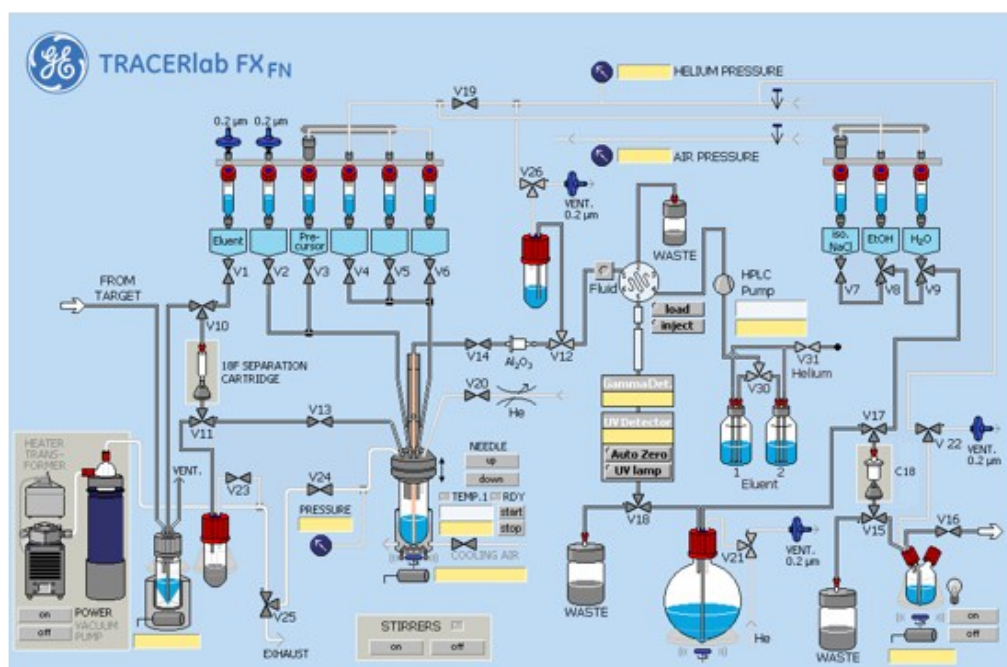 GE TRACERlab FX FN
HELIUM PRESSURE
V19
0.2 µm 0.2 µm
AIR PRESSURE
V26
VENT.
0.2 µm
WASTE
Eluent
Pre-
cursor
Iso.
NaCl
EtOH
H₂O
V1 V2 V3 V4 V5 V6
Fluid
HPLC
Pump
V7 V8 V9
FROM
TARGET
load
inject
V10
V14
Al₂O₃
V12
V31
Helium
V30
18F SEPARATION
CARTRIDGE
V20
He
Gamma Det.
UV Detector
Auto Zero
UV lamp
V11
V13
V17
V 22
VENT.
0.2 µm
HEATER
TRANS-
FORMER
NEEDLE
up
down
1 2
Eluent
C18
VENT.
V23
V24
TEMP.1 RDY
start
stop
PRESSURE
COOLING AIR
V18
V21
VENT.
0.2 µm
V15
V16
V25
on POWER
off VACUUM
PUMP
EXHAUST
STIRRERS
on off
WASTE
He
WASTE
on
off